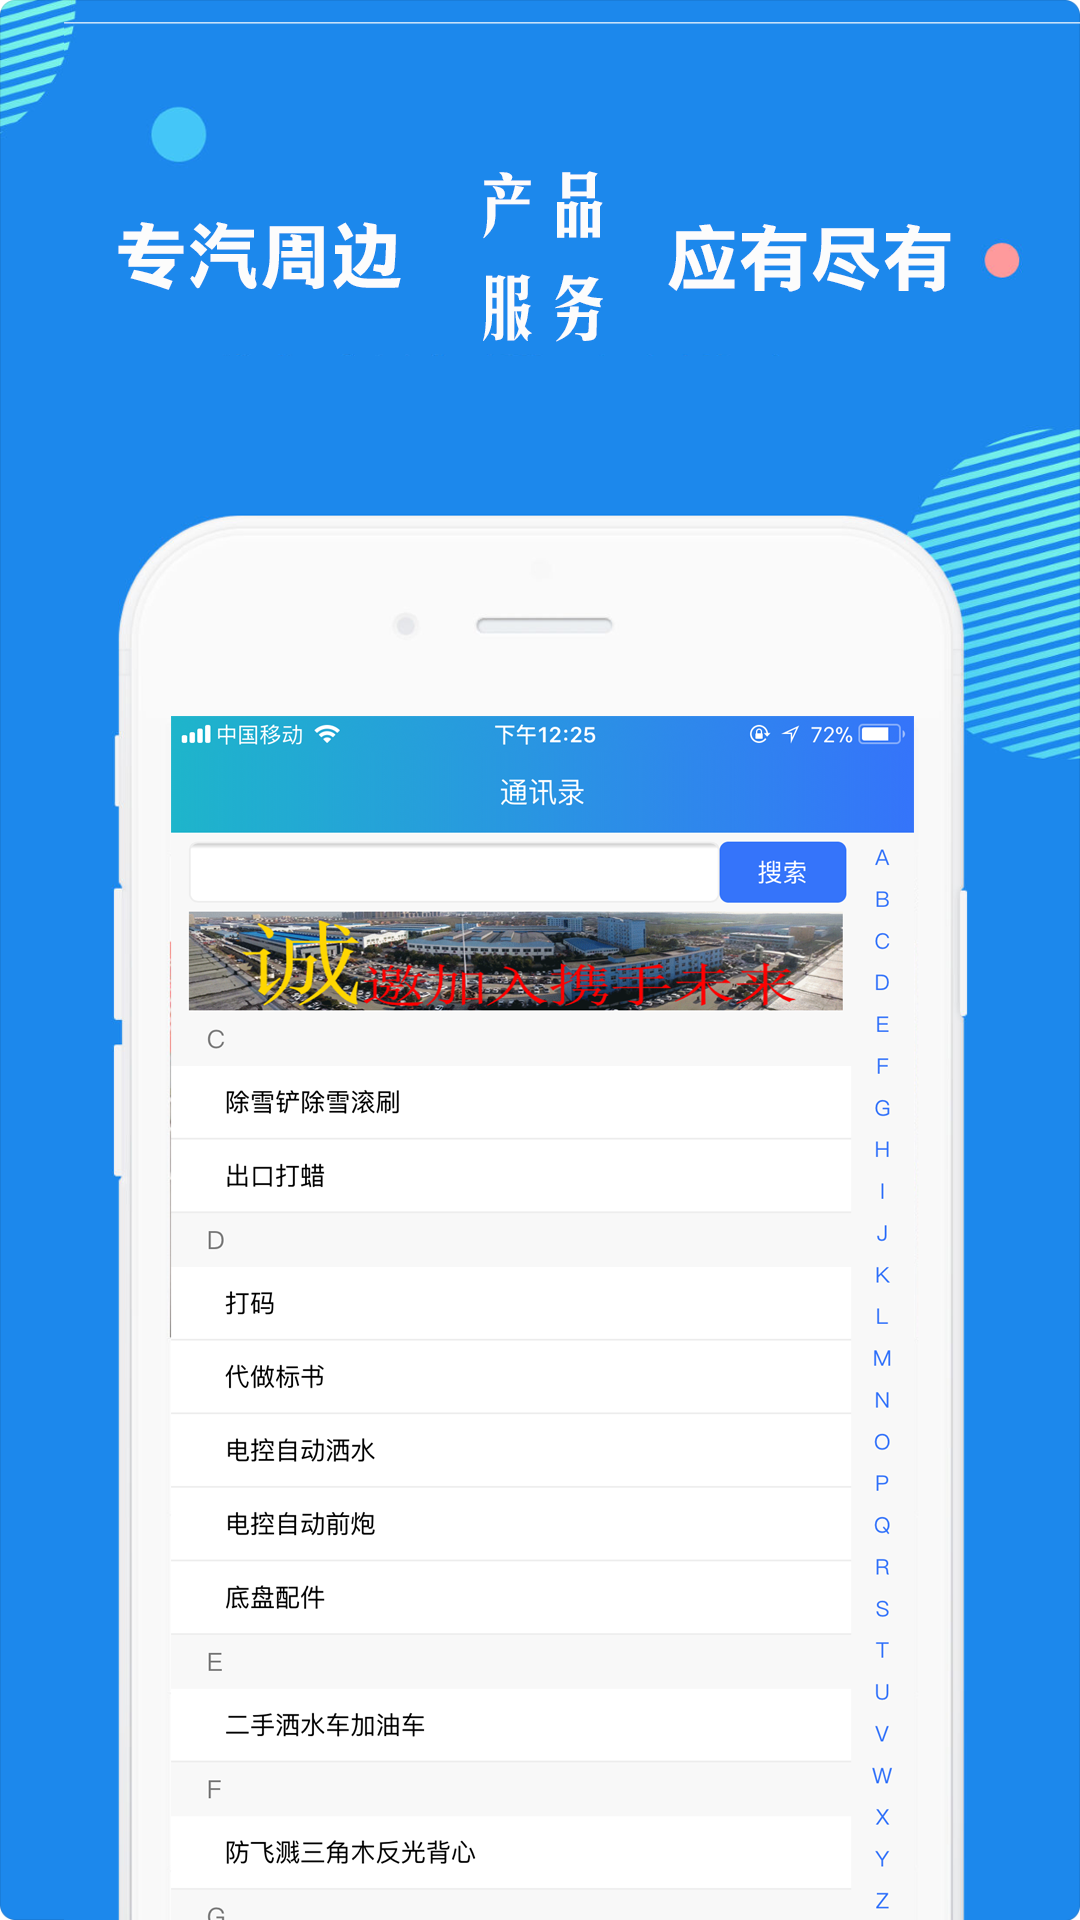 专汽周边
产品
服务
应有尽有
中国移动
下午12:25
72%
通讯录
搜索
诚邀加入携手未来
C
除雪铲除雪滚刷
出口打蜡
D
打码
代做标书
电控自动洒水
电控自动前炮
底盘配件
E
二手洒水车加油车
F
防飞溅三角木反光背心
G
A
B
C
D
E
F
G
H
I
J
K
L
M
N
O
P
Q
R
S
T
U
V
W
X
Y
Z